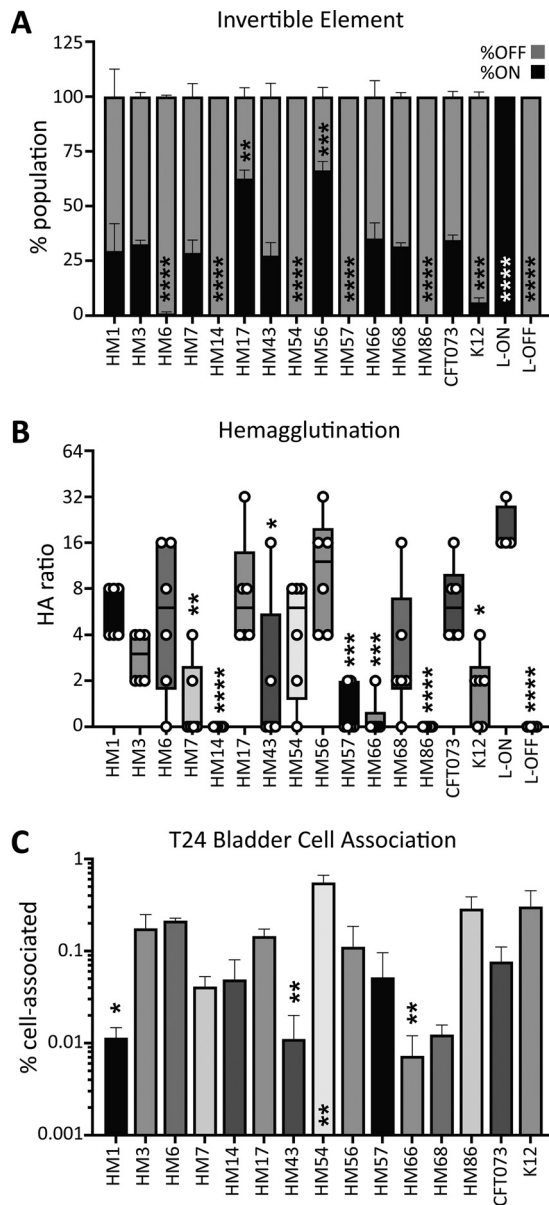 A Invertible Element
%OFF
%ON
125
100
75
50
25
0
% population
**** **** ** **** *** **** **** *** **** ****
HM1 HM3 HM6 HM7 HM14 HM17 HM43 HM54 HM56 HM57 HM66 HM68 HM86 CFT073 K12 L-ON L-OFF
B Hemagglutination
64
32
16
8
4
2
0
HA ratio
** **** * *** *** **** * ****
HM1 HM3 HM6 HM7 HM14 HM17 HM43 HM54 HM56 HM57 HM66 HM68 HM86 CFT073 K12 L-ON L-OFF
C T24 Bladder Cell Association
1
0.1
0.01
0.001
% cell-associated
* ** ** **
HM1 HM3 HM6 HM7 HM14 HM17 HM43 HM54 HM56 HM57 HM66 HM68 HM86 CFT073 K12